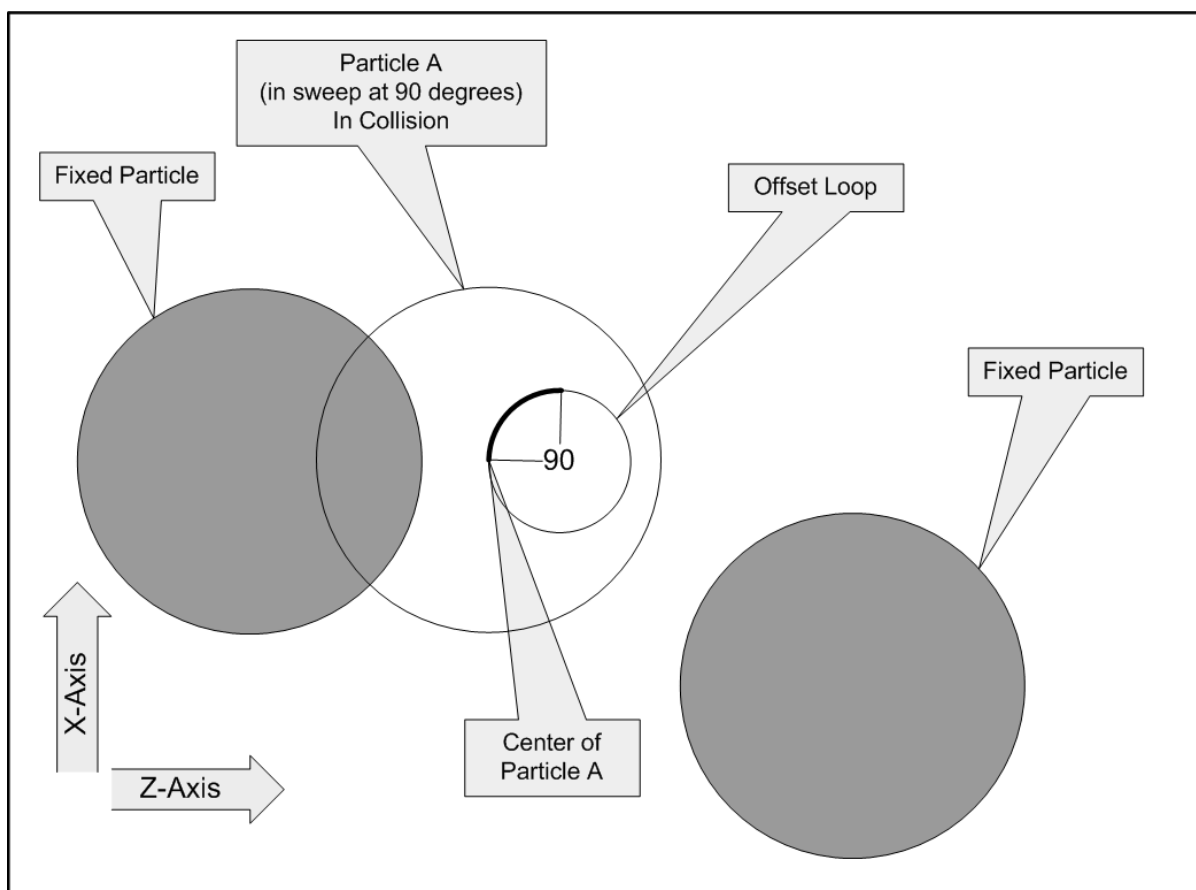 Particle A
(in sweep at 90 degrees)
In Collision
Fixed Particle
Offset Loop
Fixed Particle
90
X-Axis
Z-Axis
Center of
Particle A